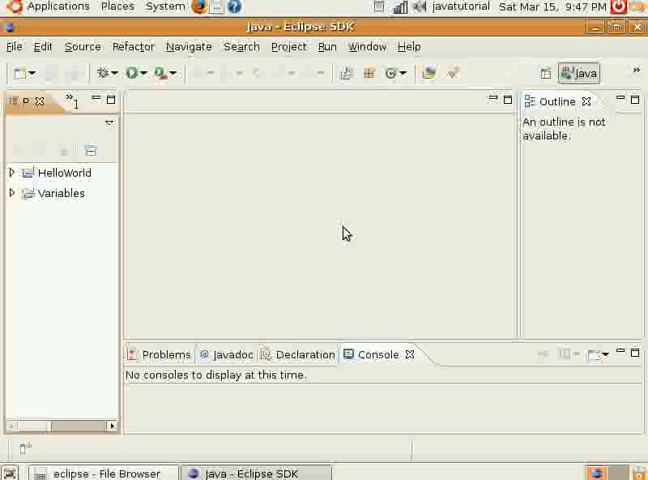 Applications Places System javatutorial Sat Mar 15, 9:47 PM
Java - Eclipse SDK
File Edit Source Refactor Navigate Search Project Run Window Help
Java »
P »1 Outline
An outline is not
available.
HelloWorld
Variables
Problems @ Javadoc Declaration Console
No consoles to display at this time.
eclipse - File Browser Java - Eclipse SDK